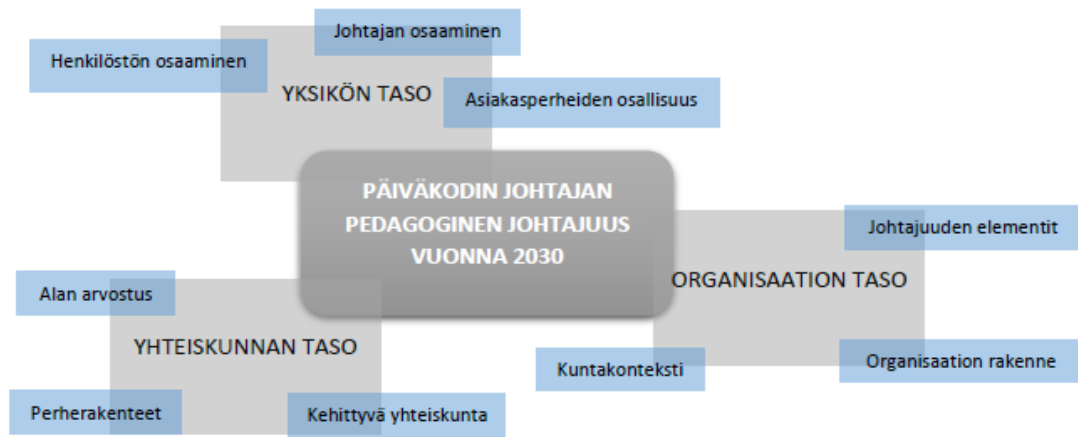 Johtajan osaaminen
Henkilöstön osaaminen
YKSIKÖN TASO
Asiakasperheiden osallisuus
PÄIVÄKODIN JOHTAJAN
PEDAGOGINEN JOHTAJUUS
VUONNA 2030
Johtajuuden elementit
ORGANISAATION TASO
Kuntakonteksti
Organisaation rakenne
Alan arvostus
YHTEISKUNNAN TASO
Perherakenteet
Kehittyvä yhteiskunta